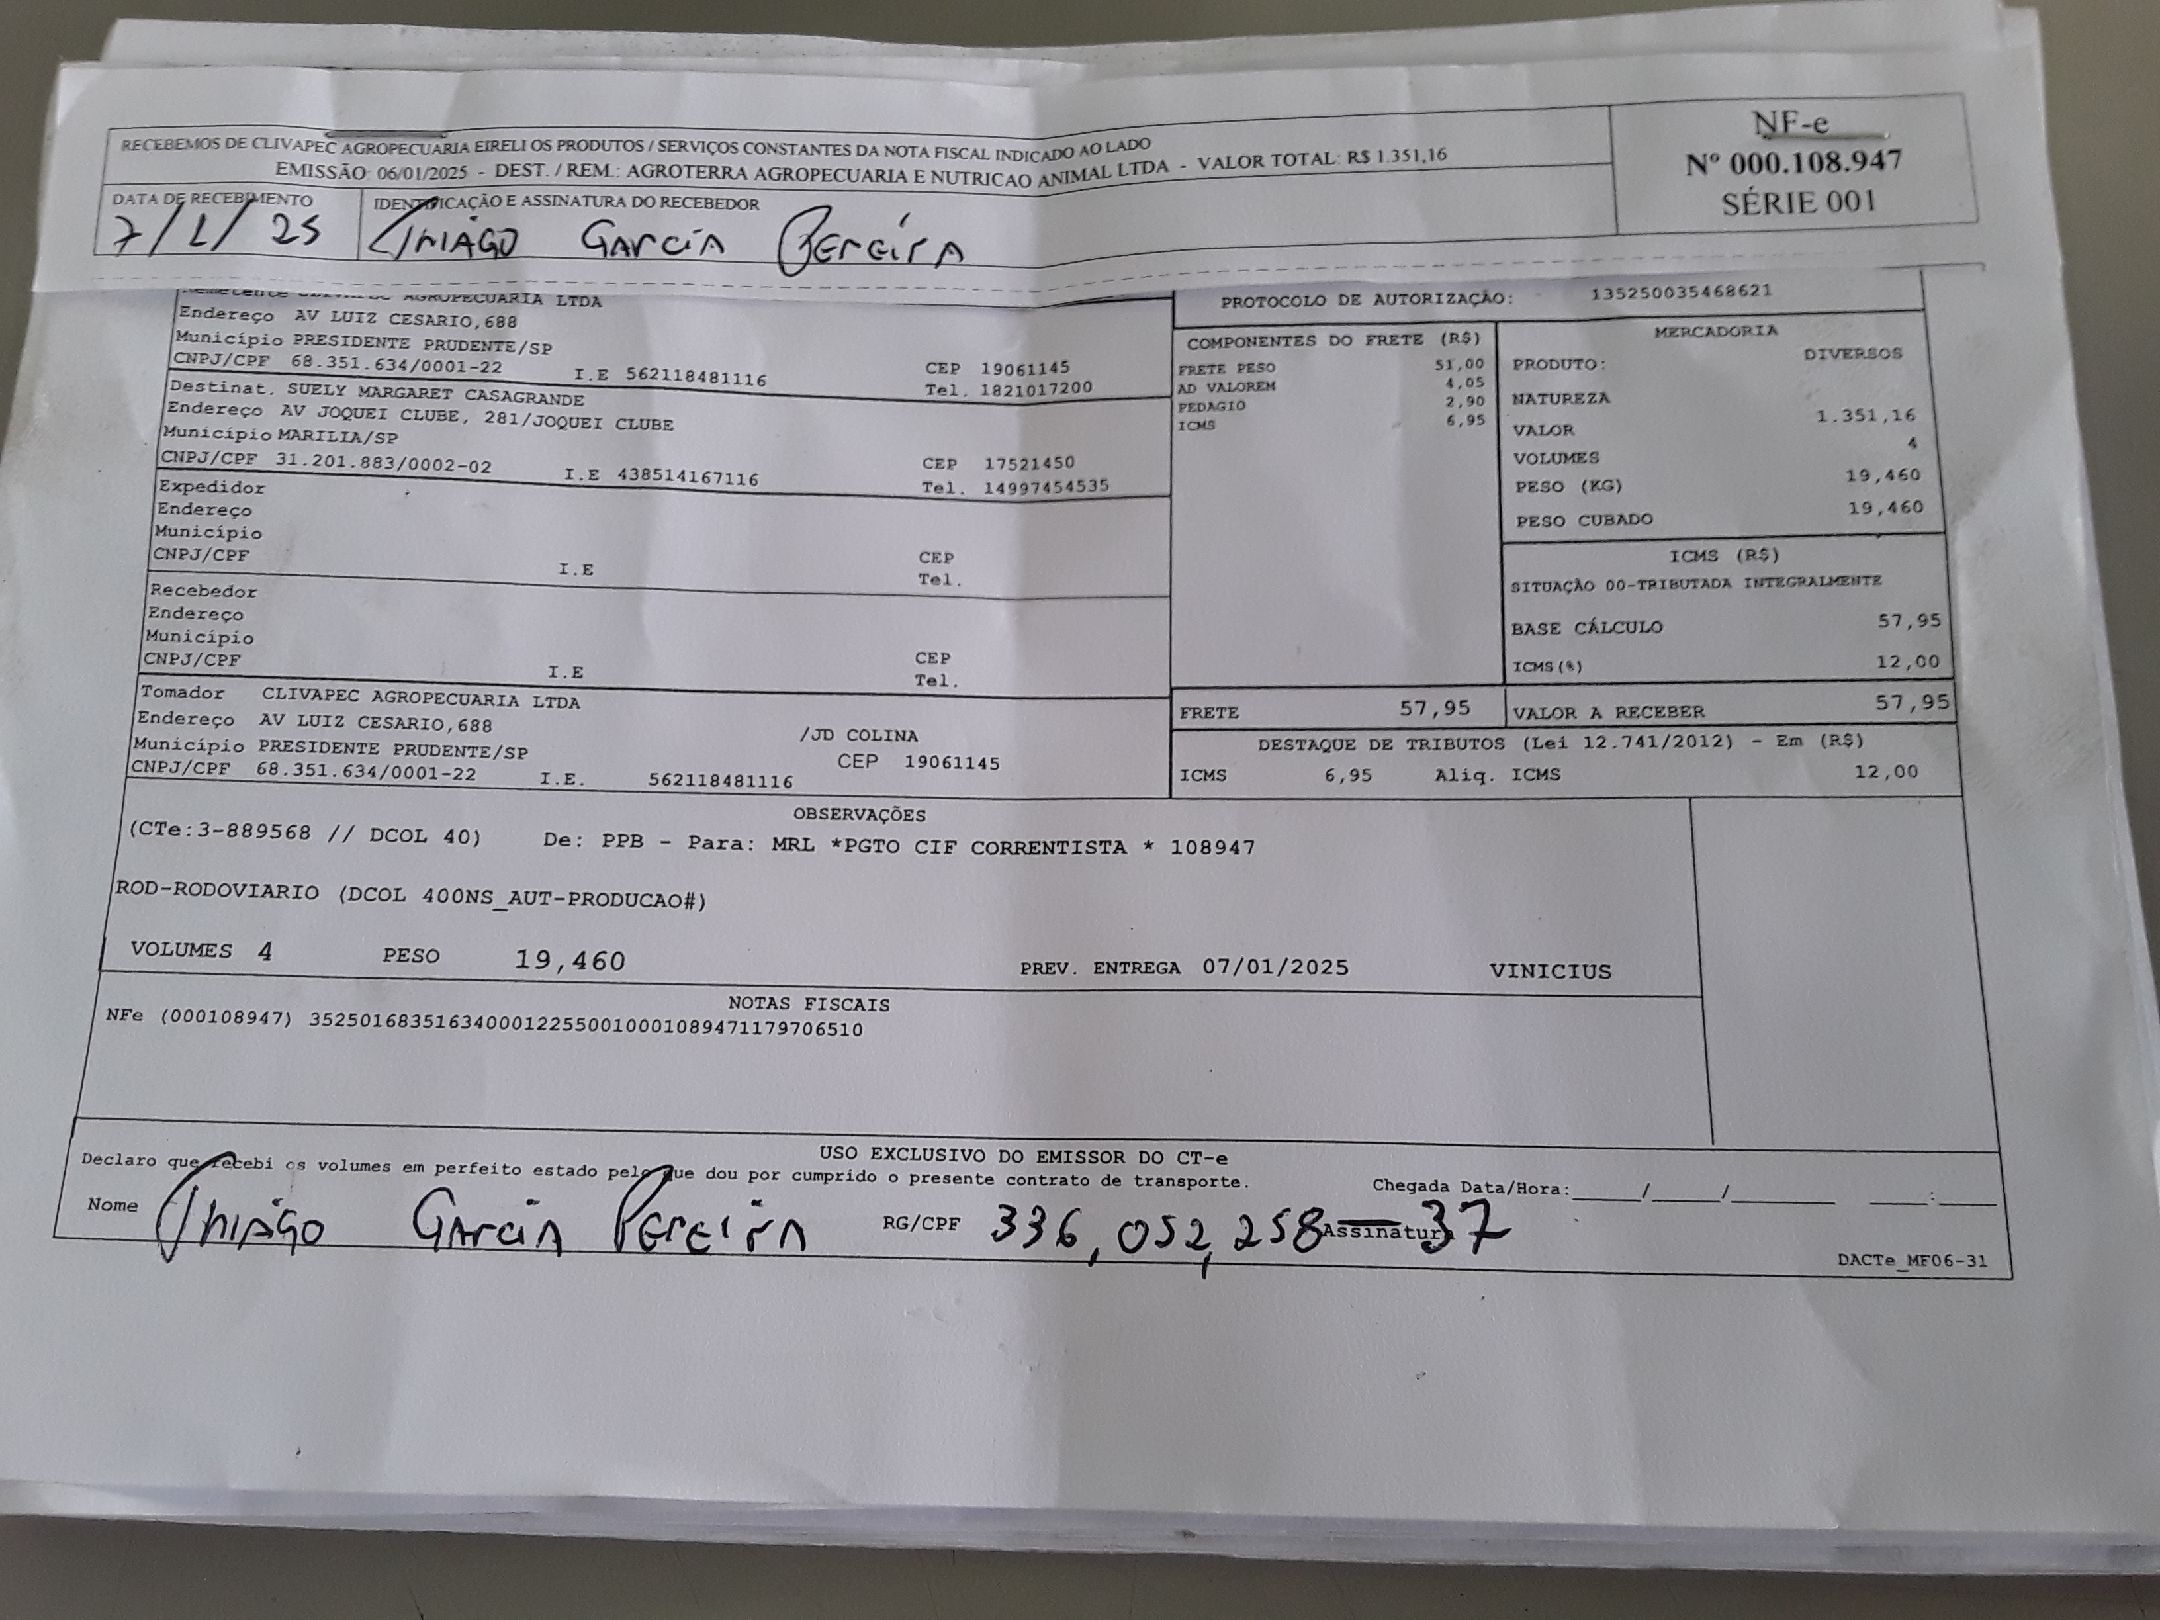 RECEBEMOS DE CLIVAPEC AGROPECUARIA EIRELI OS PRODUTOS / SERVIÇOS CONSTANTES DA NOTA FISCAL INDICADO AO LADO
EMISSÃO: 06/01/2025 - DEST. / REM.: AGROTERRA AGROPECUARIA E NUTRICAO ANIMAL LTDA - VALOR TOTAL: R$ 1.351,16
NF-e
Nº 000.108.947
SÉRIE 001
DATA DE RECEBIMENTO
7/1/25
IDENTIFICAÇÃO E ASSINATURA DO RECEBEDOR
THIAGO GARCIA PEREIRA
Remetente CLIVAPEC AGROPECUARIA LTDA
Endereço AV LUIZ CESARIO,688
Município PRESIDENTE PRUDENTE/SP
CEP 19061145
CNPJ/CPF 68.351.634/0001-22 I.E 562118481116 Tel. 1821017200
Destinat. SUELY MARGARET CASAGRANDE
Endereço AV JOQUEI CLUBE, 281/JOQUEI CLUBE
Município MARILIA/SP
CEP 17521450
CNPJ/CPF 31.201.883/0002-02 I.E 438514167116 Tel. 14997454535
Expedidor
Endereço
Município
CEP
CNPJ/CPF I.E Tel.
Recebedor
Endereço
Município
CEP
CNPJ/CPF I.E Tel.
Tomador CLIVAPEC AGROPECUARIA LTDA
Endereço AV LUIZ CESARIO,688 /JD COLINA
Município PRESIDENTE PRUDENTE/SP CEP 19061145
CNPJ/CPF 68.351.634/0001-22 I.E. 562118481116
PROTOCOLO DE AUTORIZAÇÃO: 135250035468621
COMPONENTES DO FRETE (R$)
FRETE PESO 51,00
AD VALOREM 4,05
PEDAGIO 2,90
ICMS 6,95
MERCADORIA
PRODUTO: DIVERSOS
NATUREZA
VALOR 1.351,16
VOLUMES 4
PESO (KG) 19,460
PESO CUBADO 19,460
ICMS (R$)
SITUAÇÃO 00-TRIBUTADA INTEGRALMENTE
BASE CÁLCULO 57,95
ICMS(%) 12,00
FRETE 57,95 VALOR A RECEBER 57,95
DESTAQUE DE TRIBUTOS (Lei 12.741/2012) - Em (R$)
ICMS 6,95 Aliq. ICMS 12,00
OBSERVAÇÕES
(CTe:3-889568 // DCOL 40) De: PPB - Para: MRL *PGTO CIF CORRENTISTA * 108947
ROD-RODOVIARIO (DCOL 400NS_AUT-PRODUCAO#)
VOLUMES 4 PESO 19,460 PREV. ENTREGA 07/01/2025 VINICIUS
NOTAS FISCAIS
NFe (000108947) 35250168351634000122550010001089471179706510
USO EXCLUSIVO DO EMISSOR DO CT-e
Declaro que recebi os volumes em perfeito estado pelo que dou por cumprido o presente contrato de transporte.
Chegada Data/Hora:_____/_____/_______ ____:____
Nome THIAGO GARCIA PEREIRA RG/CPF 336,052,258-37 Assinatura
DACTe_MF06-31